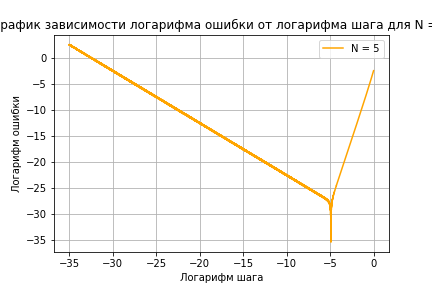 рафик зависимости логарифма ошибки от логарифма шага для N =
N = 5
Логарифм ошибки
0
−5
−10
−15
−20
−25
−30
−35
−35 −30 −25 −20 −15 −10 −5 0
Логарифм шага